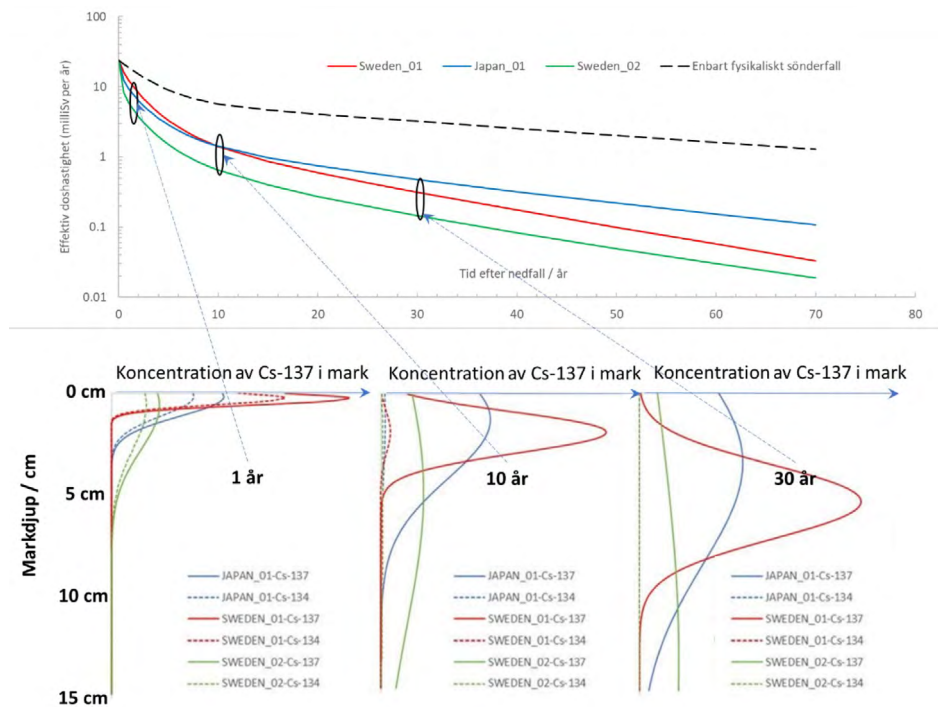 100
10
1
0.1
0.01
Effektiv doshastighet (milliSv per år)
Sweden_01
Japan_01
Sweden_02
Enbart fysikaliskt sönderfall
Tid efter nedfall / år
0
10
20
30
40
50
60
70
80
Koncentration av Cs-137 i mark
Koncentration av Cs-137 i mark
Koncentration av Cs-137 i mark
0 cm
5 cm
10 cm
15 cm
Markdjup / cm
1 år
10 år
30 år
JAPAN_01-Cs-137
JAPAN_01-Cs-134
SWEDEN_01-Cs-137
SWEDEN_01-Cs-134
SWEDEN_02-Cs-137
SWEDEN_02-Cs-134
JAPAN_01-Cs-137
JAPAN_01-Cs-134
SWEDEN_01-Cs-137
SWEDEN_01-Cs-134
SWEDEN_02-Cs-137
SWEDEN_02-Cs-134
JAPAN_01-Cs-137
JAPAN_01-Cs-134
SWEDEN_01-Cs-137
SWEDEN_01-Cs-134
SWEDEN_02-Cs-137
SWEDEN_02-Cs-134